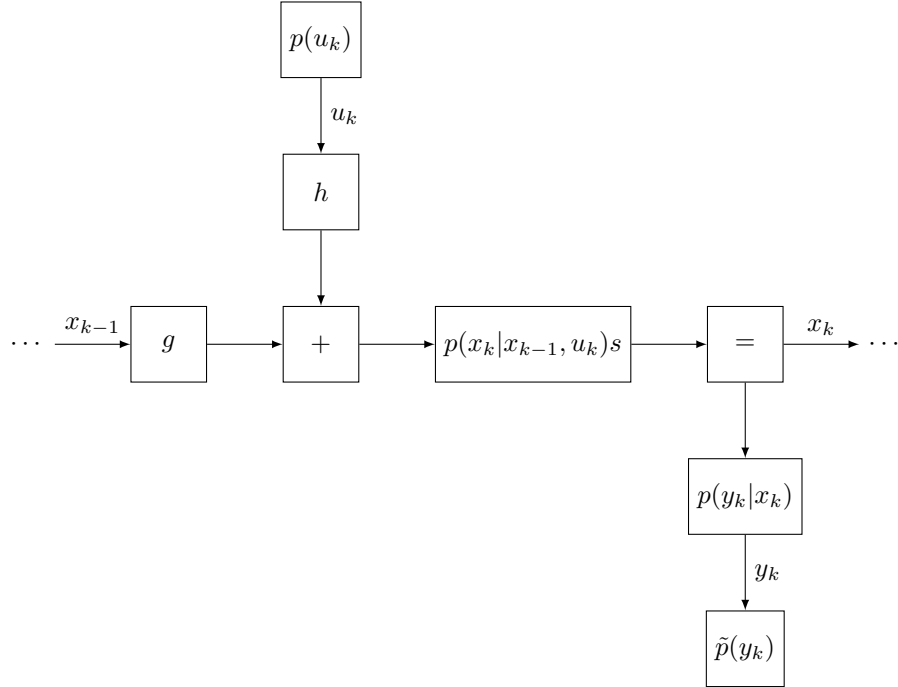 p(u_k)
u_k
h
⋯ x_{k−1} g + p(x_k|x_{k−1}, u_k)s = x_k ⋯
p(y_k|x_k)
y_k
p̃(y_k)